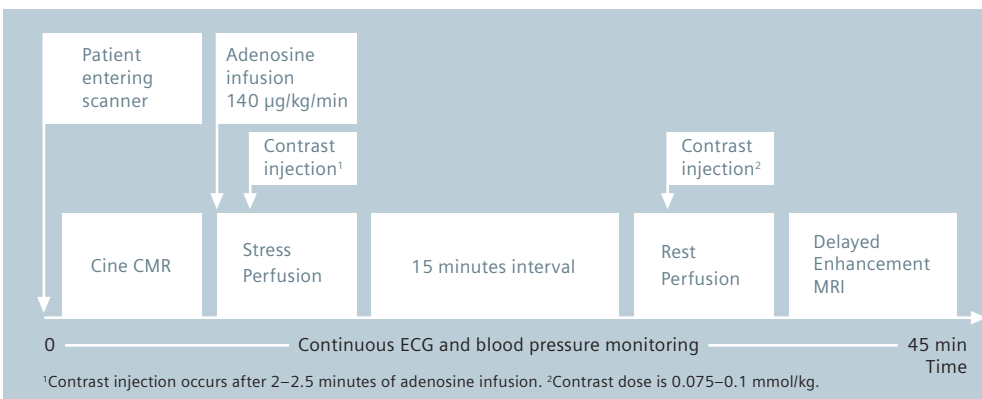 Patient
entering
scanner
Adenosine
infusion
140 µg/kg/min
Contrast
injection¹
Contrast
injection²
Cine CMR
Stress
Perfusion
15 minutes interval
Rest
Perfusion
Delayed
Enhancement
MRI
0
Continuous ECG and blood pressure monitoring
45 min
Time
¹Contrast injection occurs after 2–2.5 minutes of adenosine infusion. ²Contrast dose is 0.075–0.1 mmol/kg.